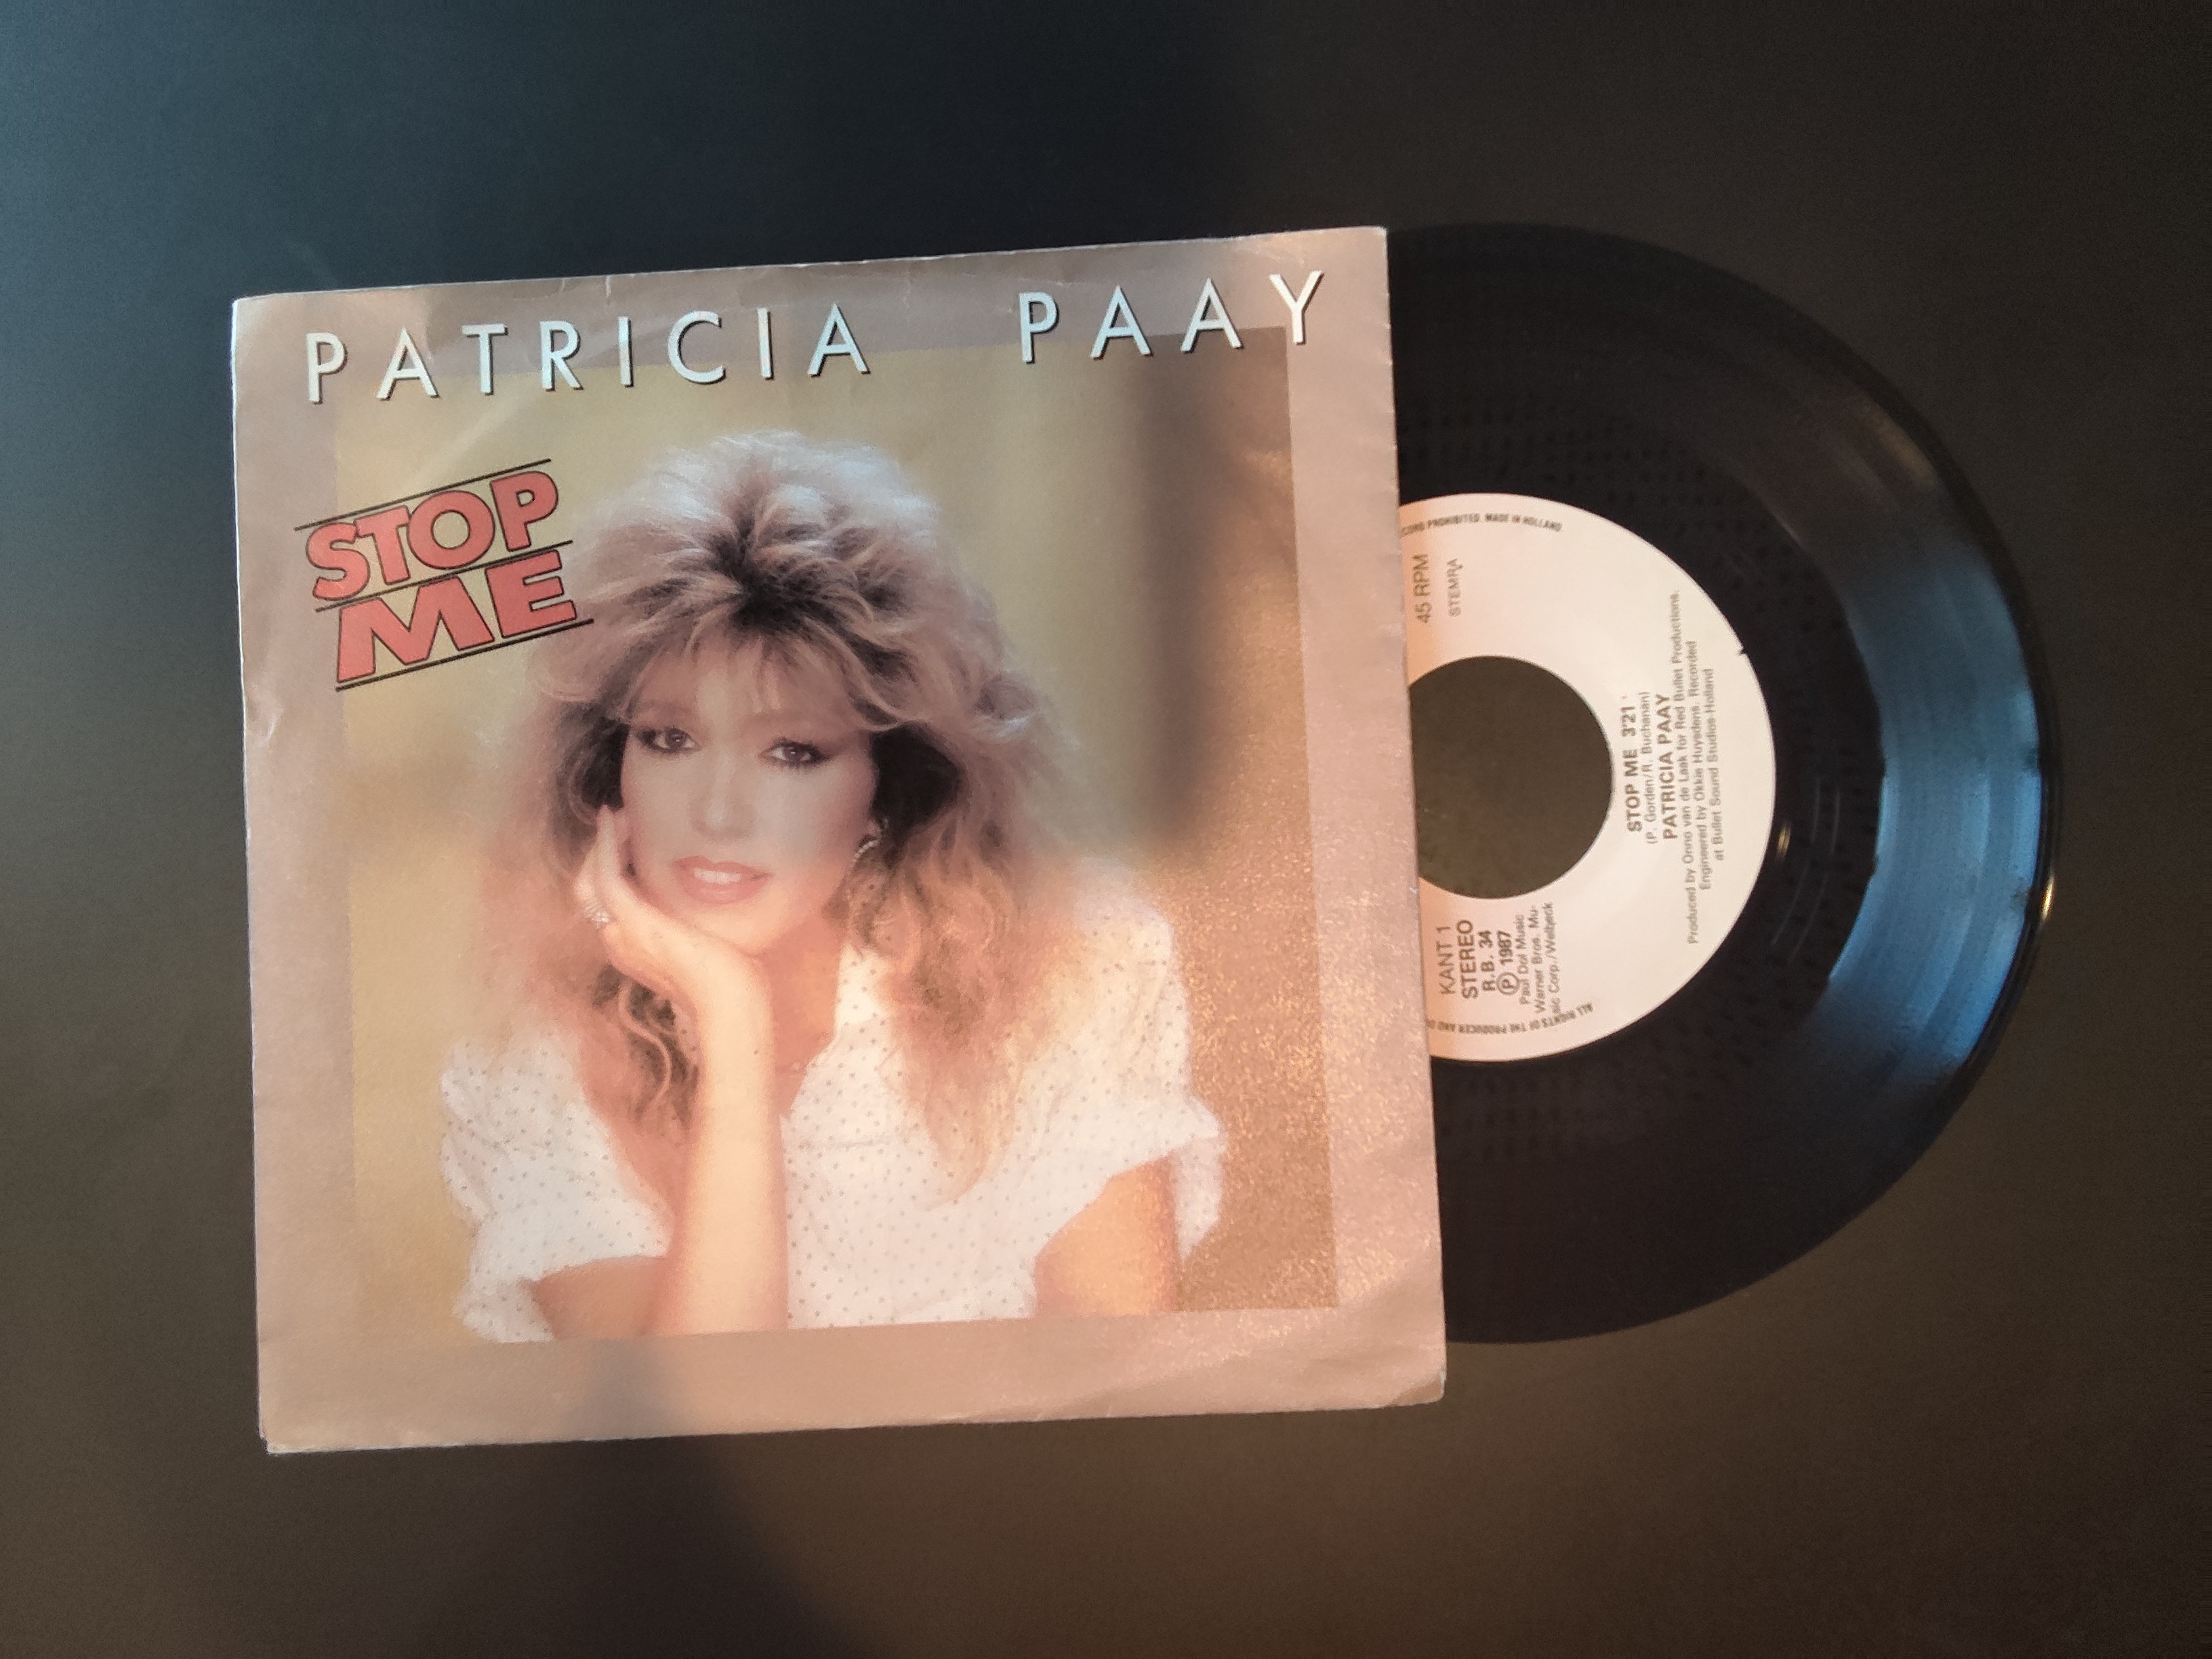 PATRICIA PAAY
STOP
ME
RECORD PROHIBITED. MADE IN HOLLAND
45 RPM
STEMRA
KANT 1
STEREO
R.B. 34
Ⓟ 1987
Paul Dol Music
Warner Bros. Mu-
sic Corp./Weltjeck
STOP ME 3'21
(P. Gorden/R. Buchanan)
PATRICIA PAAY
Produced by Onno van de Laak for Red Bullet Productions.
Engineered by Okkie Huysdens. Recorded
at Bullet Sound Studios-Holland
ALL RIGHTS OF THE PRODUCER AND